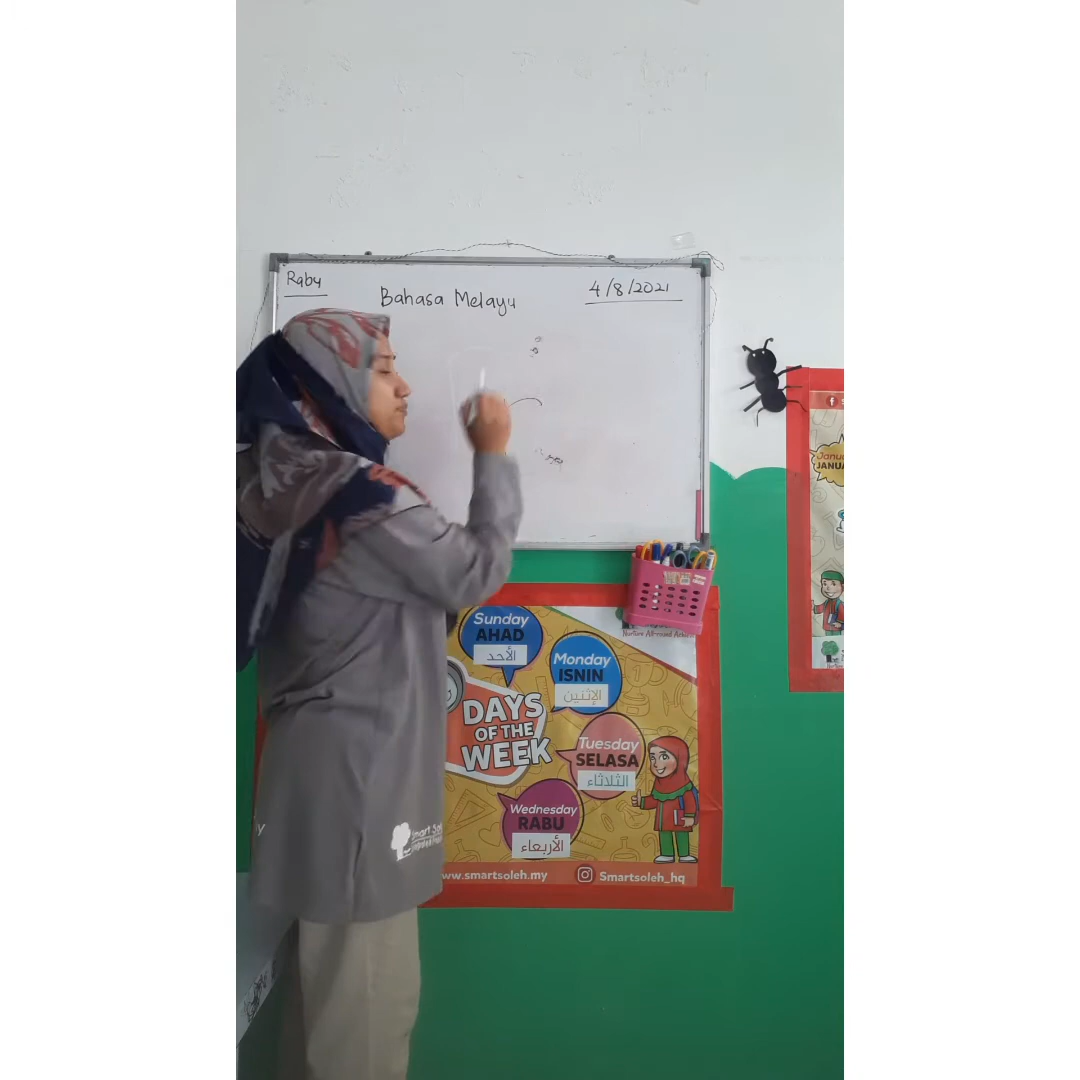 Raby
Bahasa Melayu
4/8/2021
Sunday
AHAD
الأحد
Monday
ISNIN
الإثنين
DAYS
OF THE
WEEK
Tuesday
SELASA
الثلاثاء
Wednesday
RABU
الأربعاء
www.smartsoleh.my
Smartsoleh_hq
Smart